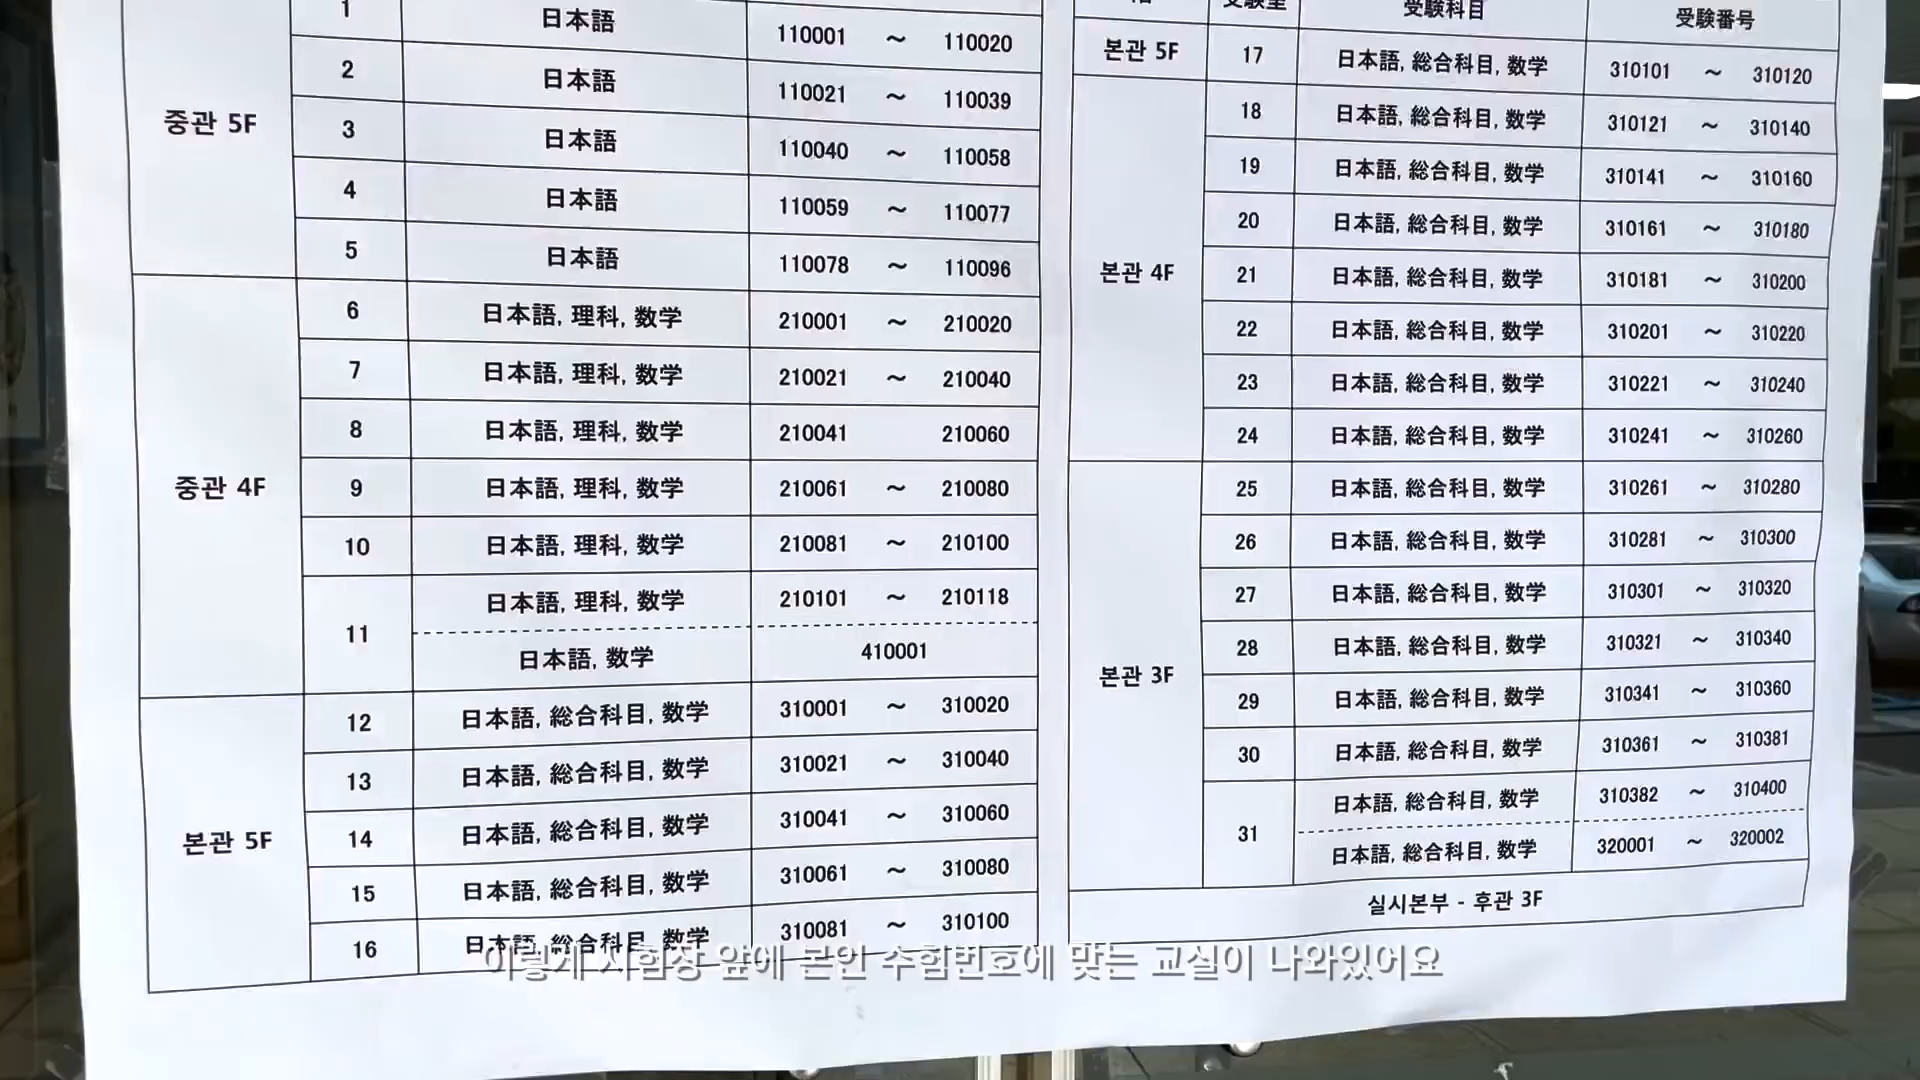 중관 5F
1 日本語 110001 ~ 110020
2 日本語 110021 ~ 110039
3 日本語 110040 ~ 110058
4 日本語 110059 ~ 110077
5 日本語 110078 ~ 110096
중관 4F
6 日本語, 理科, 数学 210001 ~ 210020
7 日本語, 理科, 数学 210021 ~ 210040
8 日本語, 理科, 数学 210041 210060
9 日本語, 理科, 数学 210061 ~ 210080
10 日本語, 理科, 数学 210081 ~ 210100
11 日本語, 理科, 数学 210101 ~ 210118
日本語, 数学 410001
본관 5F
12 日本語, 総合科目, 数学 310001 ~ 310020
13 日本語, 総合科目, 数学 310021 ~ 310040
14 日本語, 総合科目, 数学 310041 ~ 310060
15 日本語, 総合科目, 数学 310061 ~ 310080
16 日本語, 総合科目, 数学 310081 ~ 310100
受験室 受験科目 受験番号
본관 5F
17 日本語, 総合科目, 数学 310101 ~ 310120
본관 4F
18 日本語, 総合科目, 数学 310121 ~ 310140
19 日本語, 総合科目, 数学 310141 ~ 310160
20 日本語, 総合科目, 数学 310161 ~ 310180
21 日本語, 総合科目, 数学 310181 ~ 310200
22 日本語, 総合科目, 数学 310201 ~ 310220
23 日本語, 総合科目, 数学 310221 ~ 310240
24 日本語, 総合科目, 数学 310241 ~ 310260
본관 3F
25 日本語, 総合科目, 数学 310261 ~ 310280
26 日本語, 総合科目, 数学 310281 ~ 310300
27 日本語, 総合科目, 数学 310301 ~ 310320
28 日本語, 総合科目, 数学 310321 ~ 310340
29 日本語, 総合科目, 数学 310341 ~ 310360
30 日本語, 総合科目, 数学 310361 ~ 310381
31 日本語, 総合科目, 数学 310382 ~ 310400
日本語, 総合科目, 数学 320001 ~ 320002
실시본부 - 후관 3F
이렇게 시험장 앞에 본인 수험번호에 맞는 교실이 나와있어요